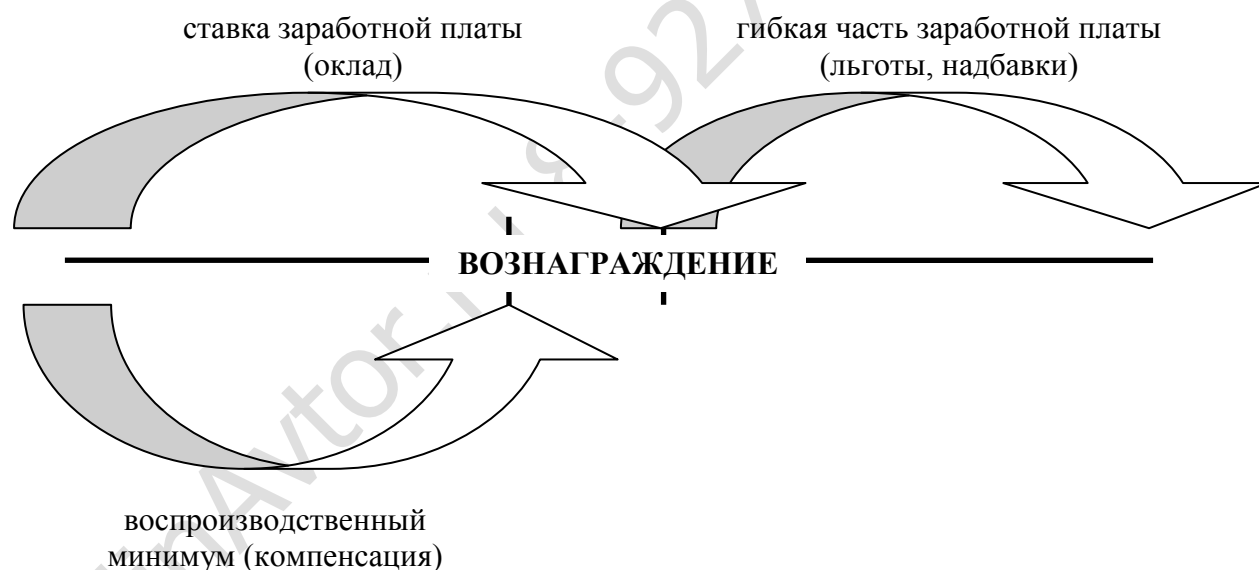 ставка заработной платы
(оклад)
гибкая часть заработной платы
(льготы, надбавки)
ВОЗНАГРАЖДЕНИЕ
воспроизводственный
минимум (компенсация)